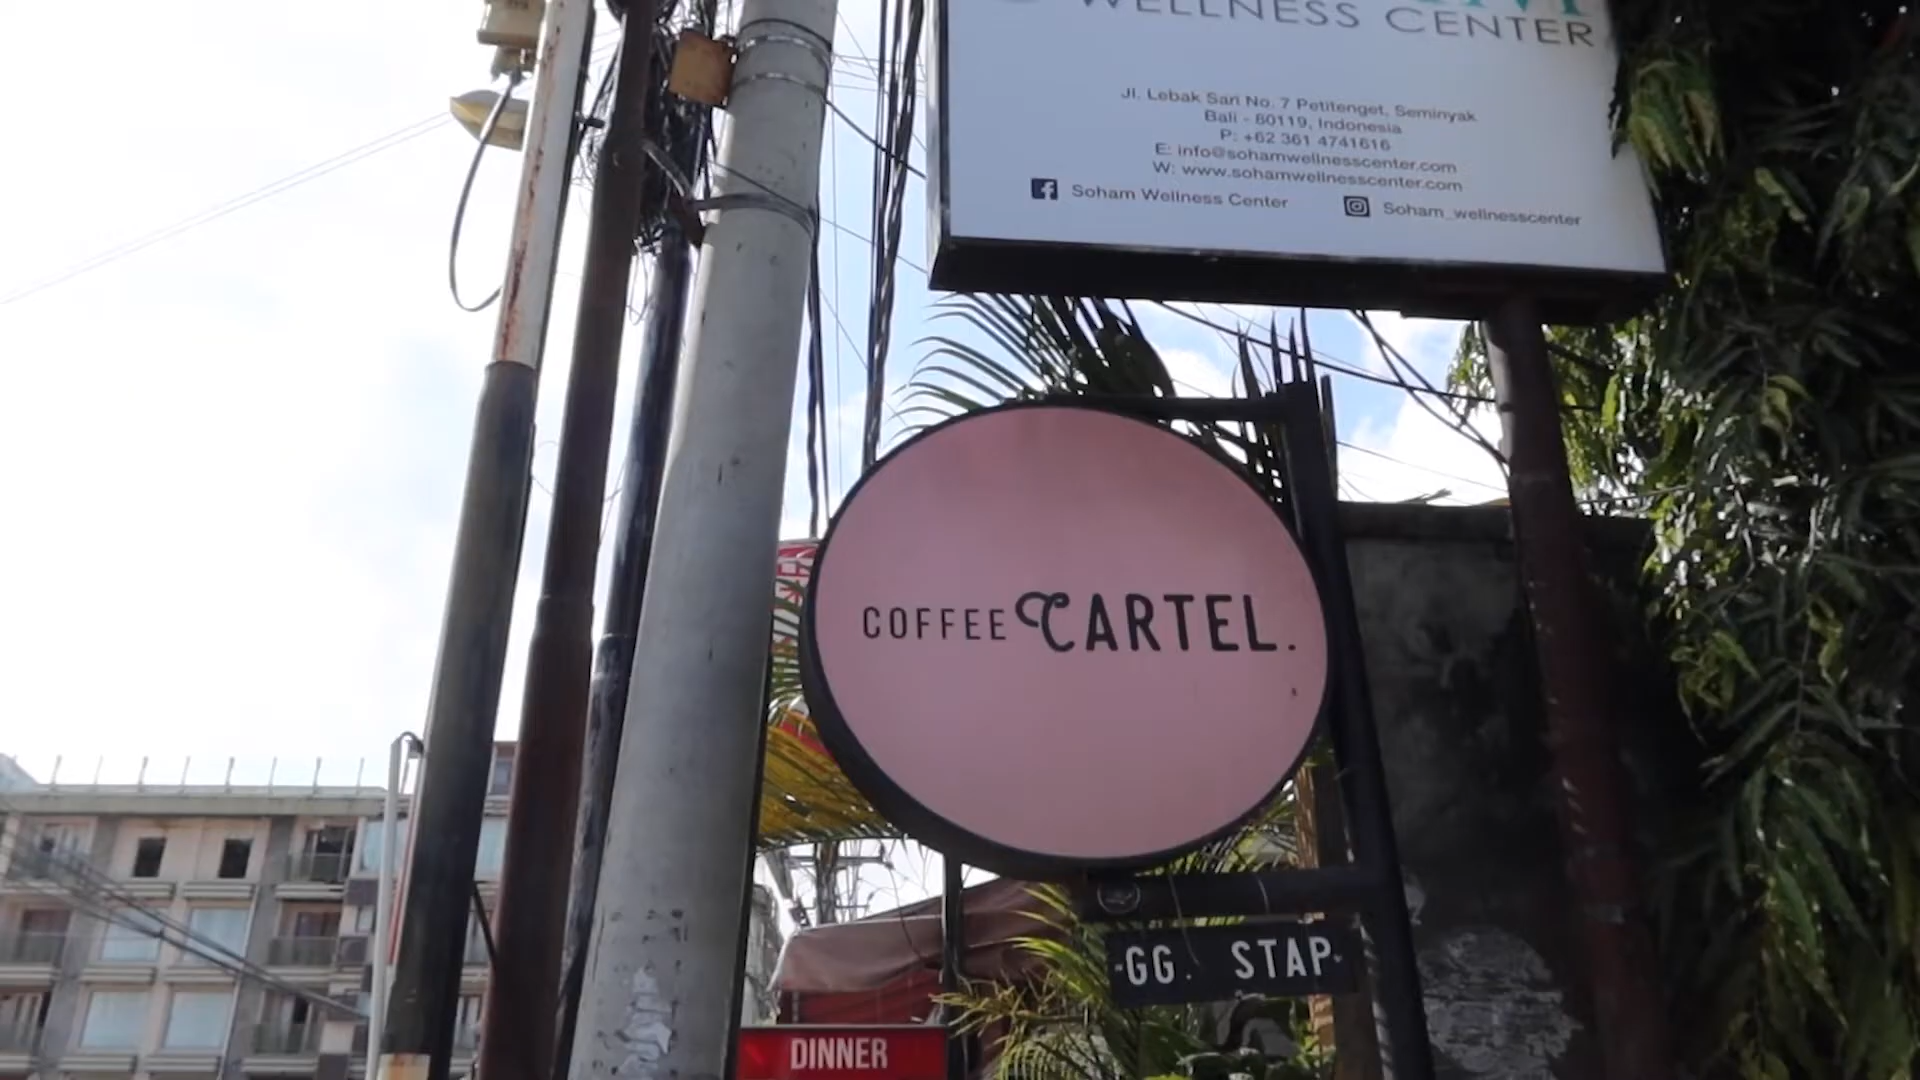 WELLNESS CENTER
Jl. Lebak Sari No. 7 Petitenget, Seminyak
Bali - 80119, Indonesia
P: +62 361 4741616
E: info@sohamwellnesscenter.com
W: www.sohamwellnesscenter.com
Soham Wellness Center
Soham_wellnesscenter
COFFEE CARTEL.
-GG. STAP-
DINNER